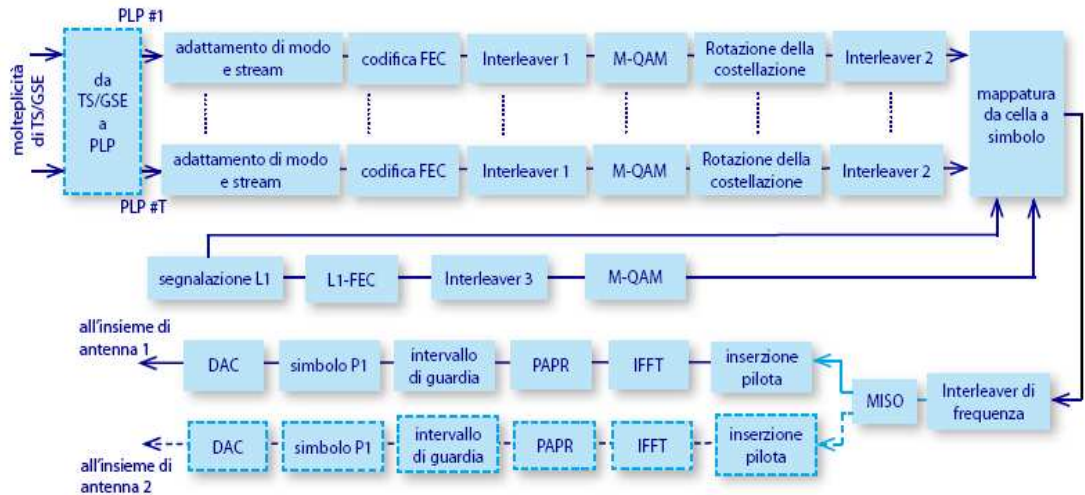 PLP #1
molteplicità
di TS/GSE
da
TS/GSE
a
PLP
adattamento di modo
e stream
codifica FEC
Interleaver 1
M-QAM
Rotazione della
costellazione
Interleaver 2
mappatura
da cella a
simbolo
adattamento di modo
e stream
codifica FEC
Interleaver 1
M-QAM
Rotazione della
costellazione
Interleaver 2
PLP #T
segnalazione L1
L1-FEC
Interleaver 3
M-QAM
all'insieme di
antenna 1
DAC
simbolo P1
intervallo
di guardia
PAPR
IFFT
inserzione
pilota
MISO
Interleaver di
frequenza
DAC
simbolo P1
intervallo
di guardia
PAPR
IFFT
inserzione
pilota
all'insieme di
antenna 2